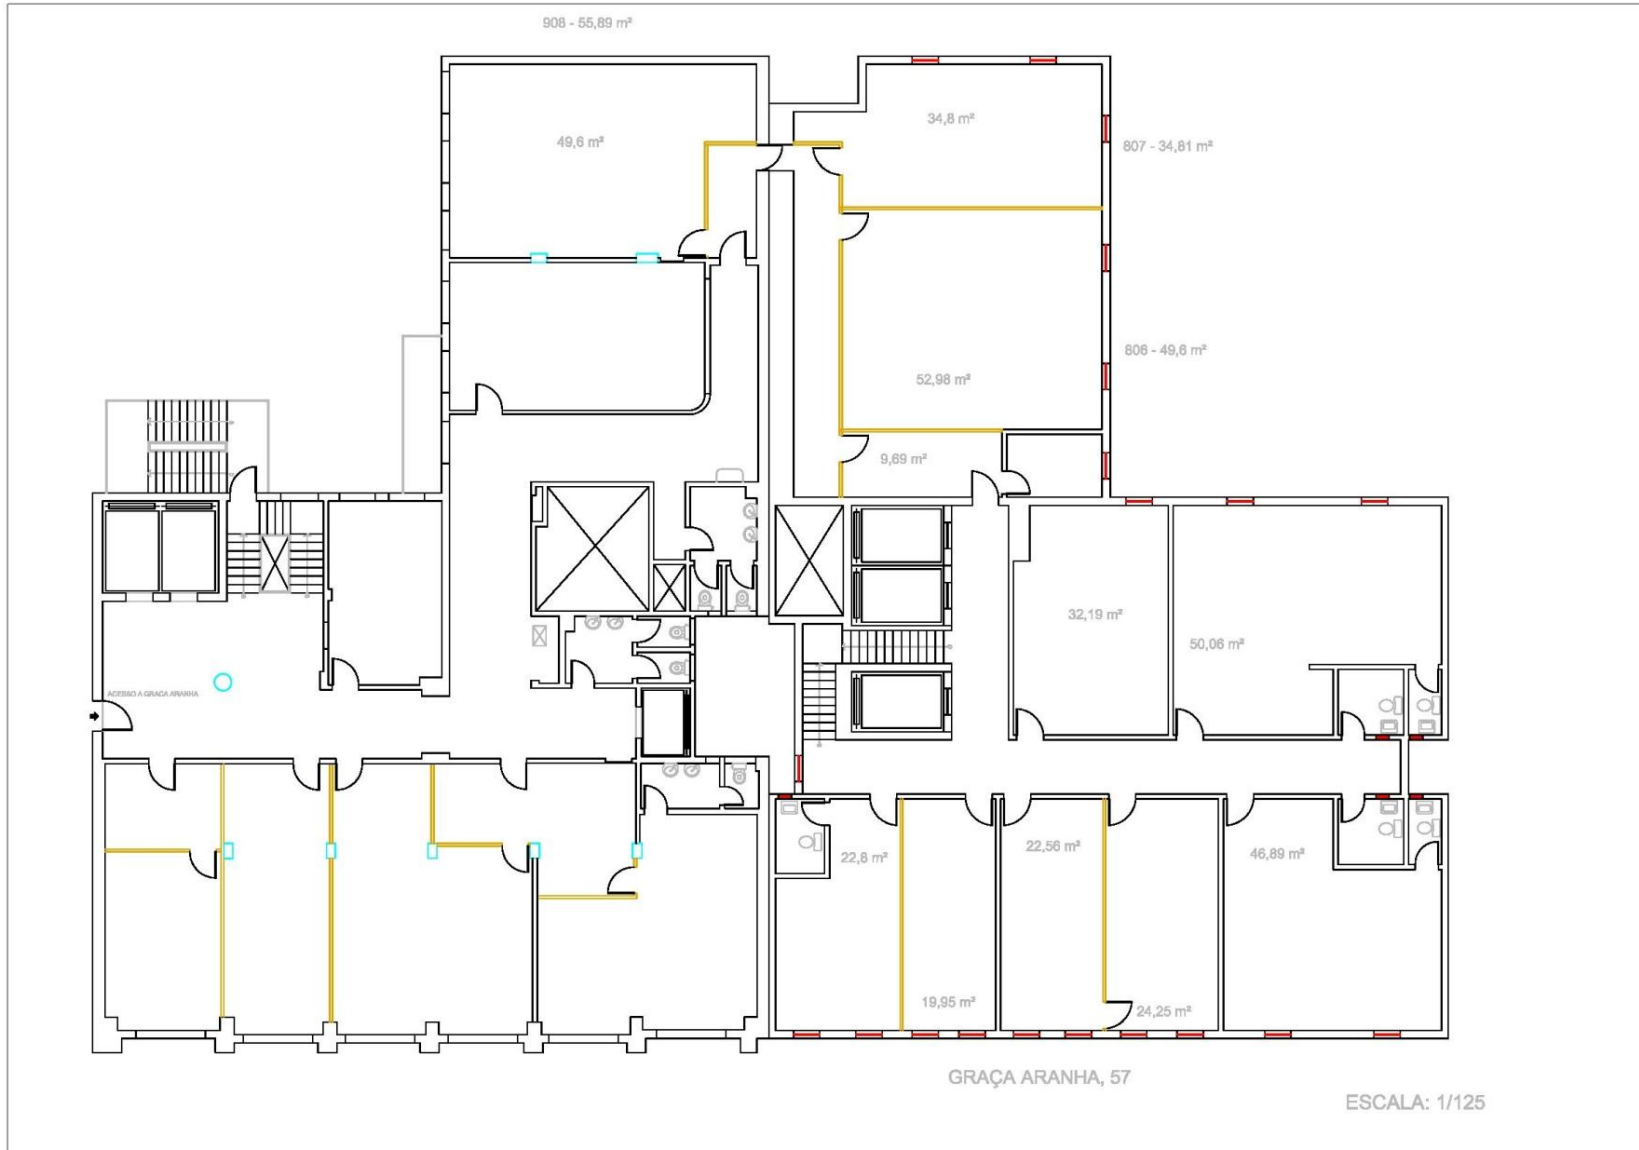 908 - 55,89 m²
34,8 m²
49,6 m²
807 - 34,81 m²
806 - 49,6 m²
52,98 m²
9,69 m²
32,19 m²
50,06 m²
ACESSO A GRAÇA ARANHA
22,8 m²
22,56 m²
46,89 m²
19,95 m²
24,25 m²
GRAÇA ARANHA, 57
ESCALA: 1/125